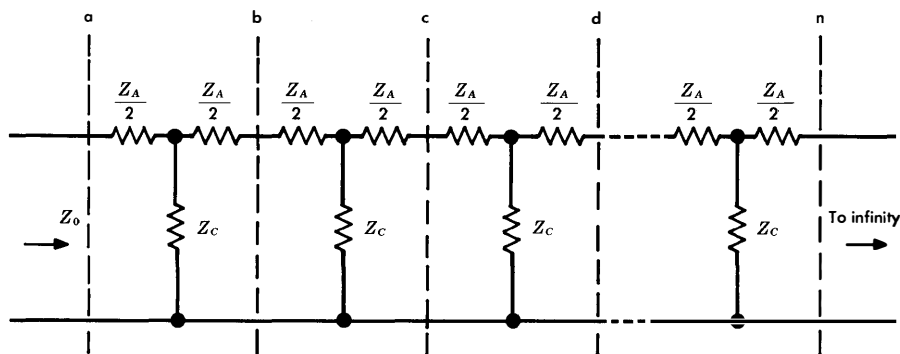 a b c d n
Z_A/2 Z_A/2 Z_A/2 Z_A/2 Z_A/2 Z_A/2 Z_A/2 Z_A/2
Z_0 Z_C Z_C Z_C Z_C To infinity